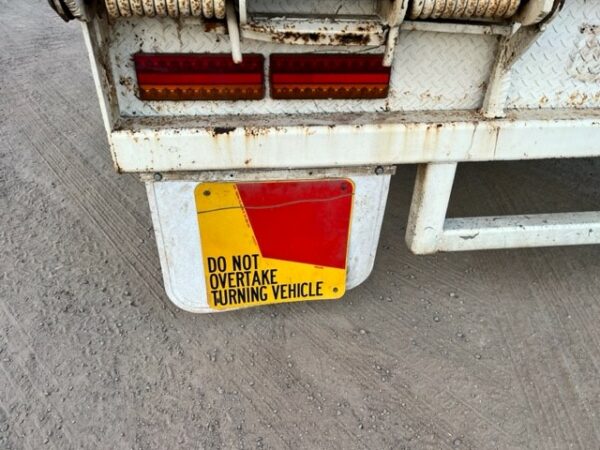 DO NOT
OVERTAKE
TURNING VEHICLE